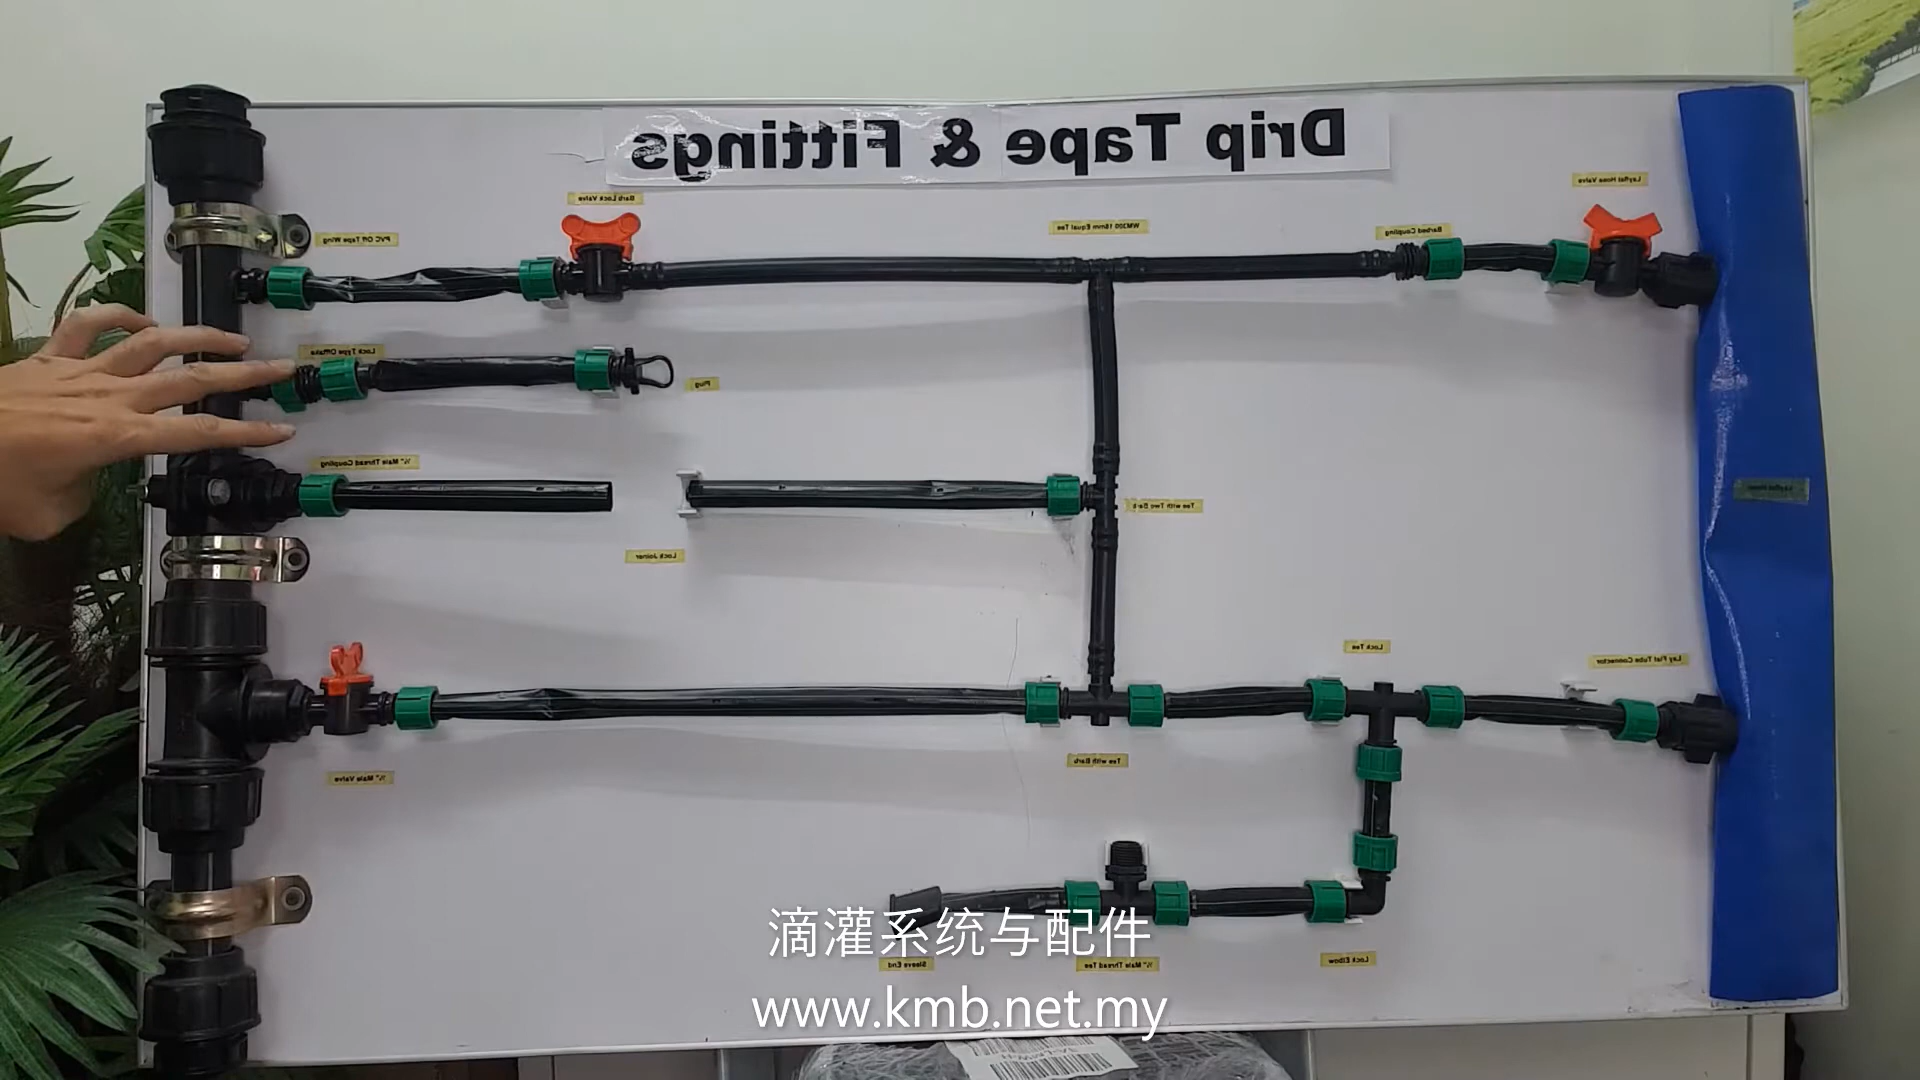 Drip Tape & Fittings
Layflat Hose Valve
Barb Lock Valve
WM300 16mm Equal Tee
Barbed Coupling
PVC Off Tape Wing
Lock Type Offtake
Plug
½" Male Thread Coupling
Tee with Two Barb
Lock Joiner
Lock Tee
Lay Flat Tube Connector
Tee with Barb
½" Male Valve
滴灌系统与配件
Sleeve End
½" Male Thread Tee
Lock Elbow
www.kmb.net.my